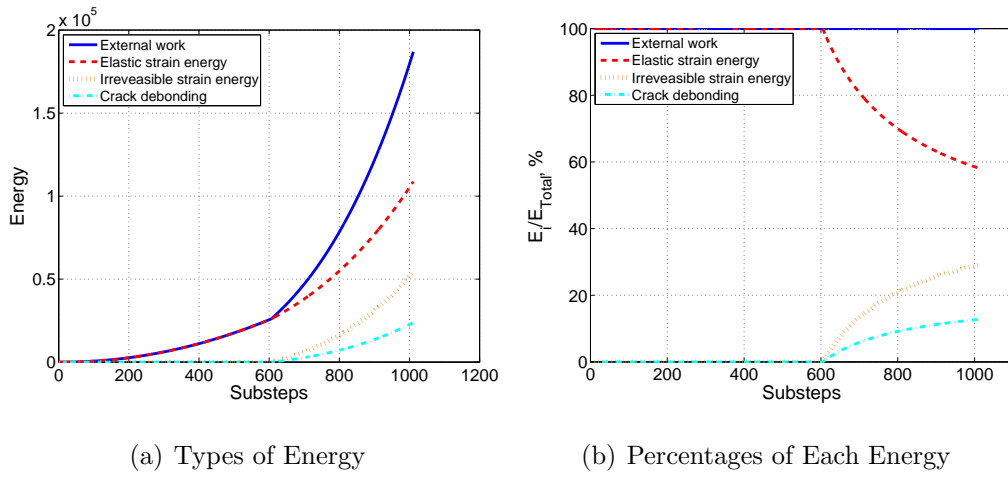 2 x 10^5
1.5
1
0.5
0
Energy
External work
Elastic strain energy
Irreveasible strain energy
Crack debonding
0 200 400 600 800 1000 1200
Substeps
(a) Types of Energy
100
80
60
40
20
0
E_i/E_Total, %
External work
Elastic strain energy
Irreveasible strain energy
Crack debonding
0 200 400 600 800 1000
Substeps
(b) Percentages of Each Energy